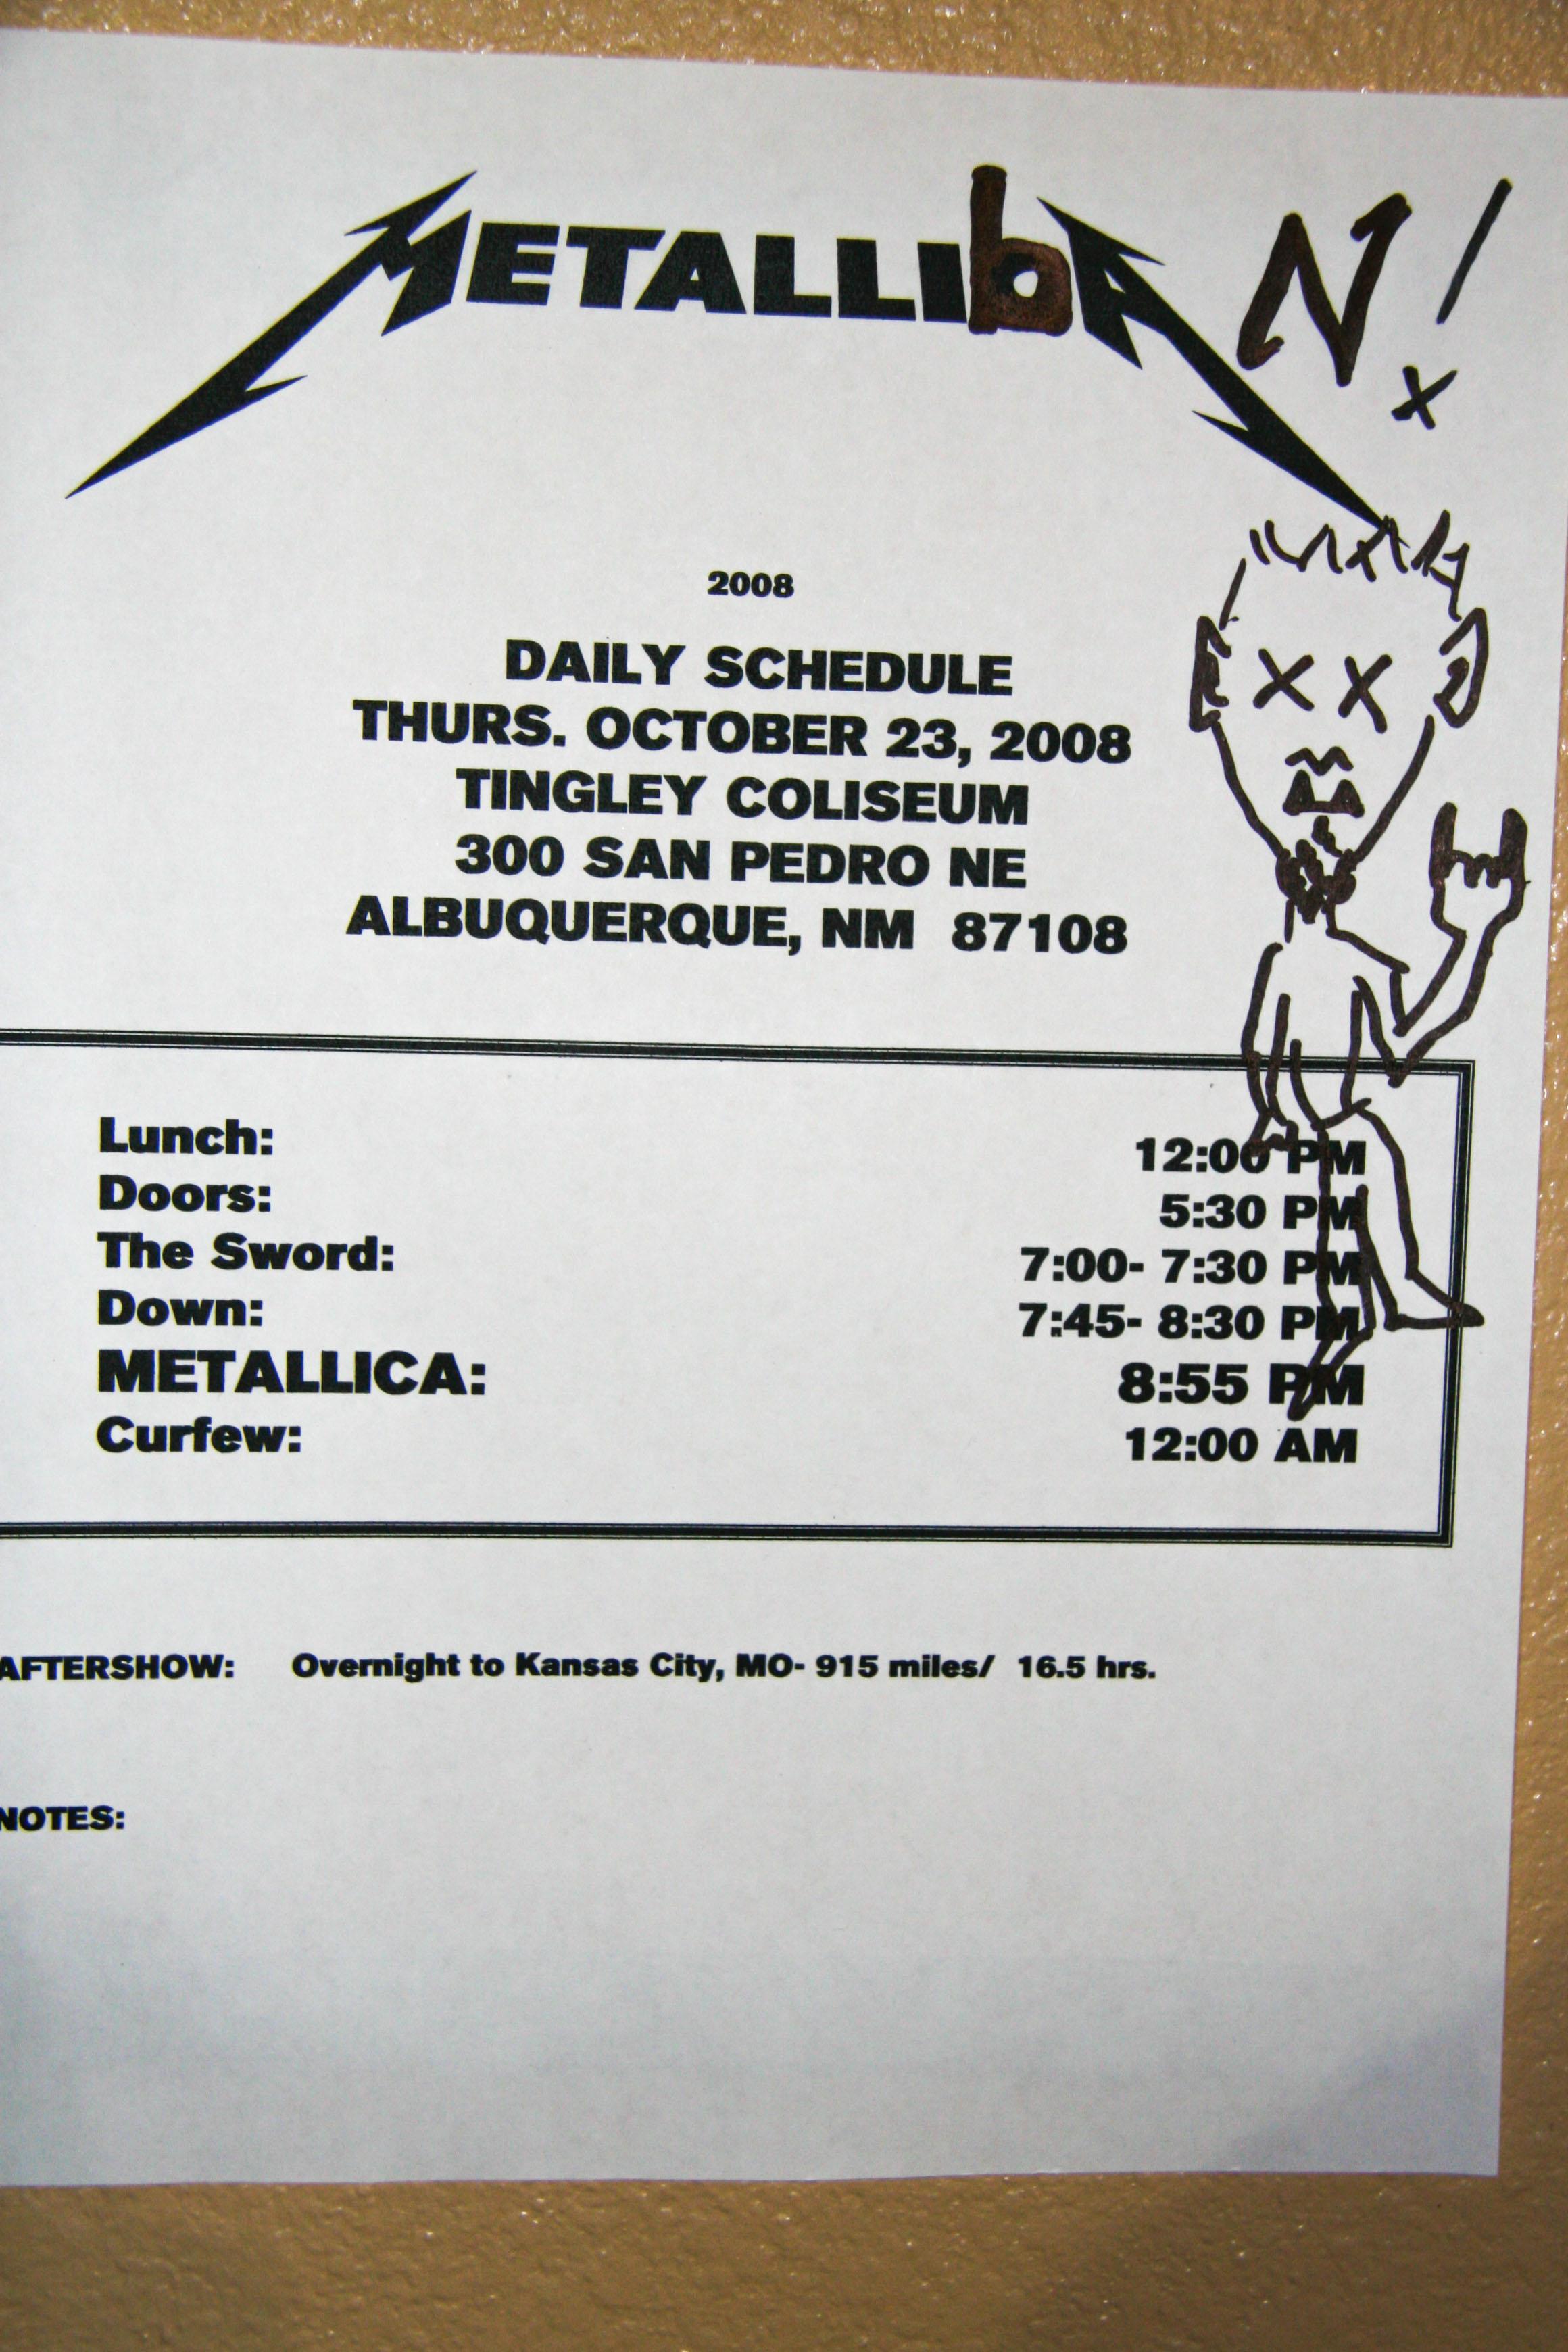 METALLIbAN!
2008
DAILY SCHEDULE
THURS. OCTOBER 23, 2008
TINGLEY COLISEUM
300 SAN PEDRO NE
ALBUQUERQUE, NM 87108
Lunch: 12:00 PM
Doors: 5:30 PM
The Sword: 7:00- 7:30 PM
Down: 7:45- 8:30 PM
METALLICA: 8:55 PM
Curfew: 12:00 AM
AFTERSHOW: Overnight to Kansas City, MO- 915 miles/ 16.5 hrs.
NOTES: